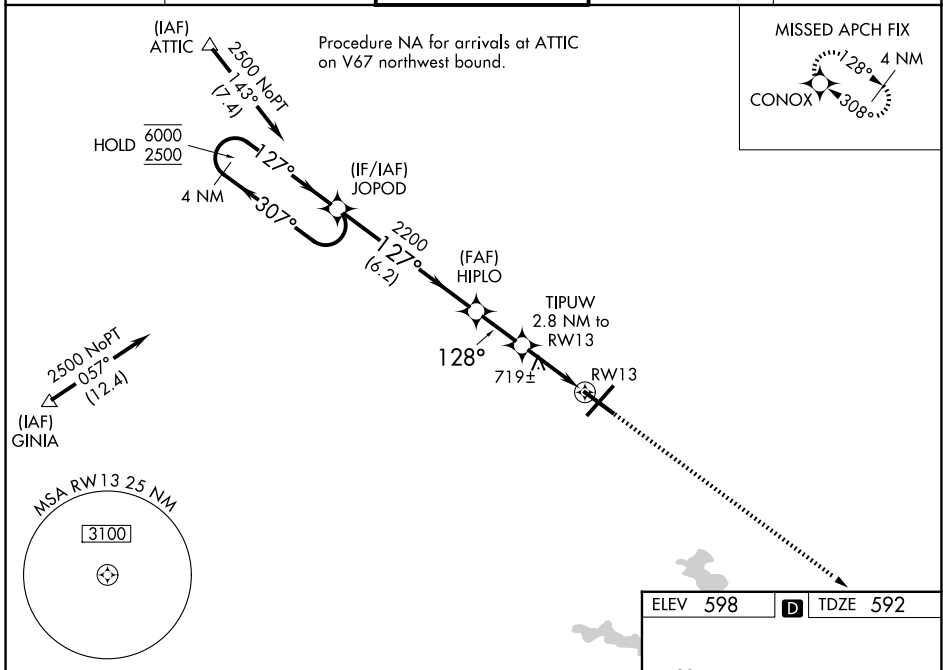 (IAF)
ATTIC
2500 NoPT
143°
(7.4)
Procedure NA for arrivals at ATTIC
on V67 northwest bound.
MISSED APCH FIX
128°
4 NM
CONOX
308°
HOLD
6000
2500
127°
4 NM
307°
(IF/IAF)
JOPOD
2200
127°
(6.2)
(FAF)
HIPLO
TIPUW
2.8 NM to
RW13
128°
719±
RW13
2500 NoPT
057°
(12.4)
(IAF)
GINIA
MSA RW13 25 NM
3100
ELEV 598
D
TDZE 592